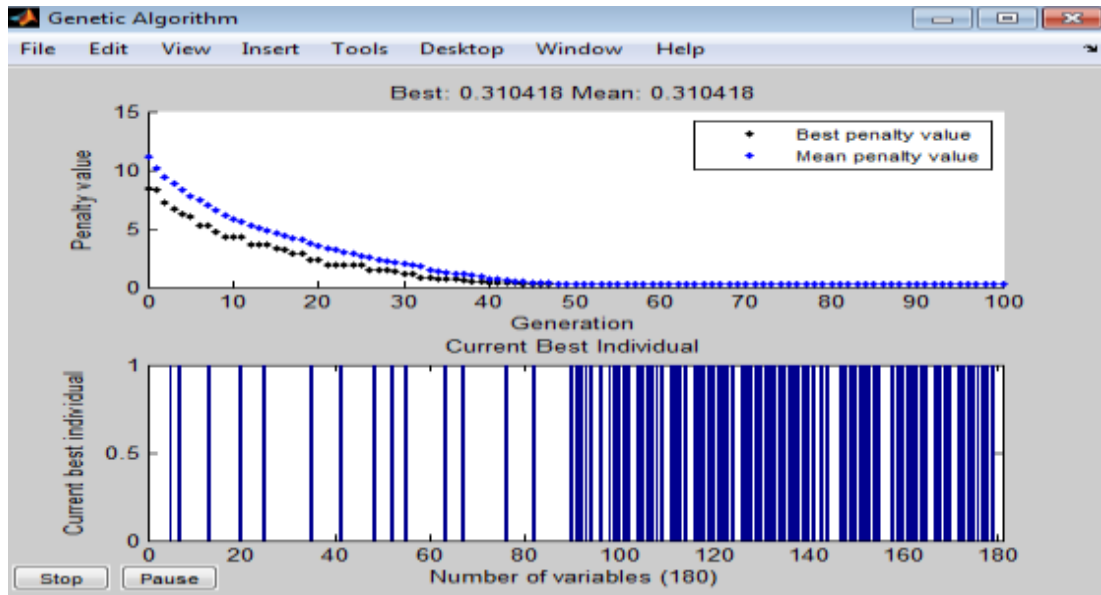 Genetic Algorithm
File Edit View Insert Tools Desktop Window Help
Best: 0.310418 Mean: 0.310418
15
10
5
0
Penalty value
Best penalty value
Mean penalty value
0 10 20 30 40 50 60 70 80 90 100
Generation
Current Best Individual
1
0.5
0
Current best individual
0 20 40 60 80 100 120 140 160 180
Number of variables (180)
Stop Pause